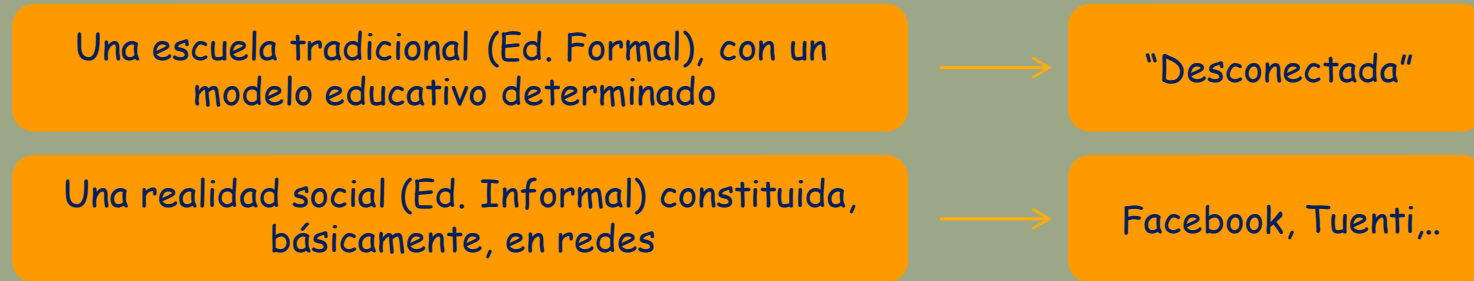 Una escuela tradicional (Ed. Formal), con un
modelo educativo determinado
“Desconectada”
Una realidad social (Ed. Informal) constituida,
básicamente, en redes
Facebook, Tuenti,..